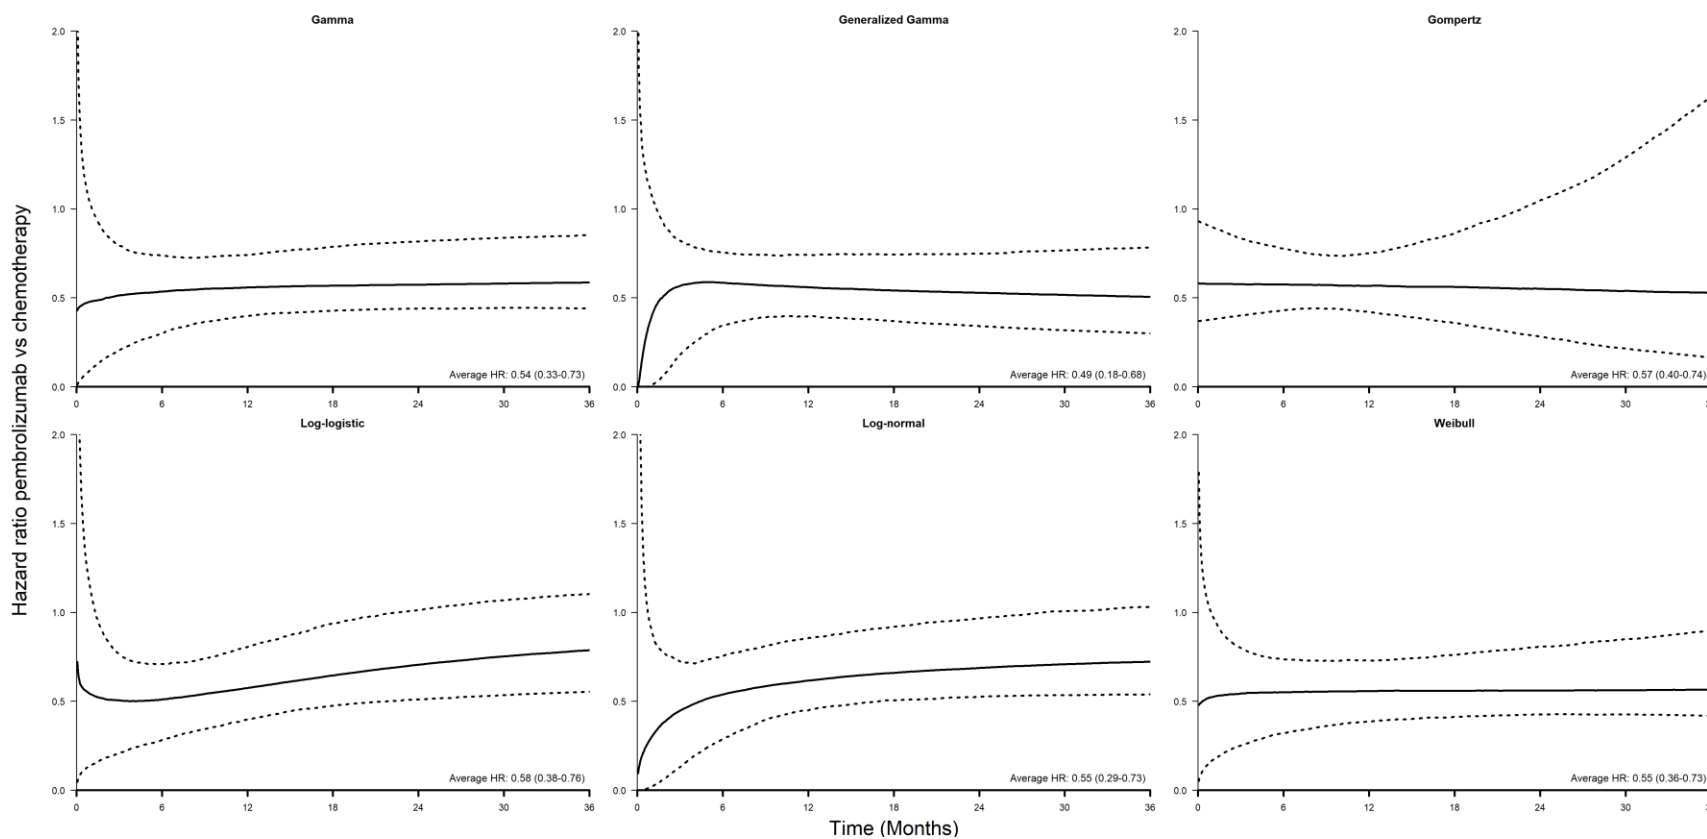 Gamma
Generalized Gamma
Gompertz
2.0
1.5
1.0
0.5
0.0
Average HR: 0.54 (0.33-0.73)
0 6 12 18 24 30 36
2.0
1.5
1.0
0.5
0.0
Average HR: 0.49 (0.18-0.68)
0 6 12 18 24 30 36
2.0
1.5
1.0
0.5
0.0
Average HR: 0.57 (0.40-0.74)
0 6 12 18 24 30
Hazard ratio pembrolizumab vs chemotherapy
Log-logistic
Log-normal
Weibull
2.0
1.5
1.0
0.5
0.0
Average HR: 0.58 (0.38-0.76)
0 6 12 18 24 30 36
2.0
1.5
1.0
0.5
0.0
Average HR: 0.55 (0.29-0.73)
0 6 12 18 24 30 36
2.0
1.5
1.0
0.5
0.0
Average HR: 0.55 (0.36-0.73)
0 6 12 18 24 30
Time (Months)